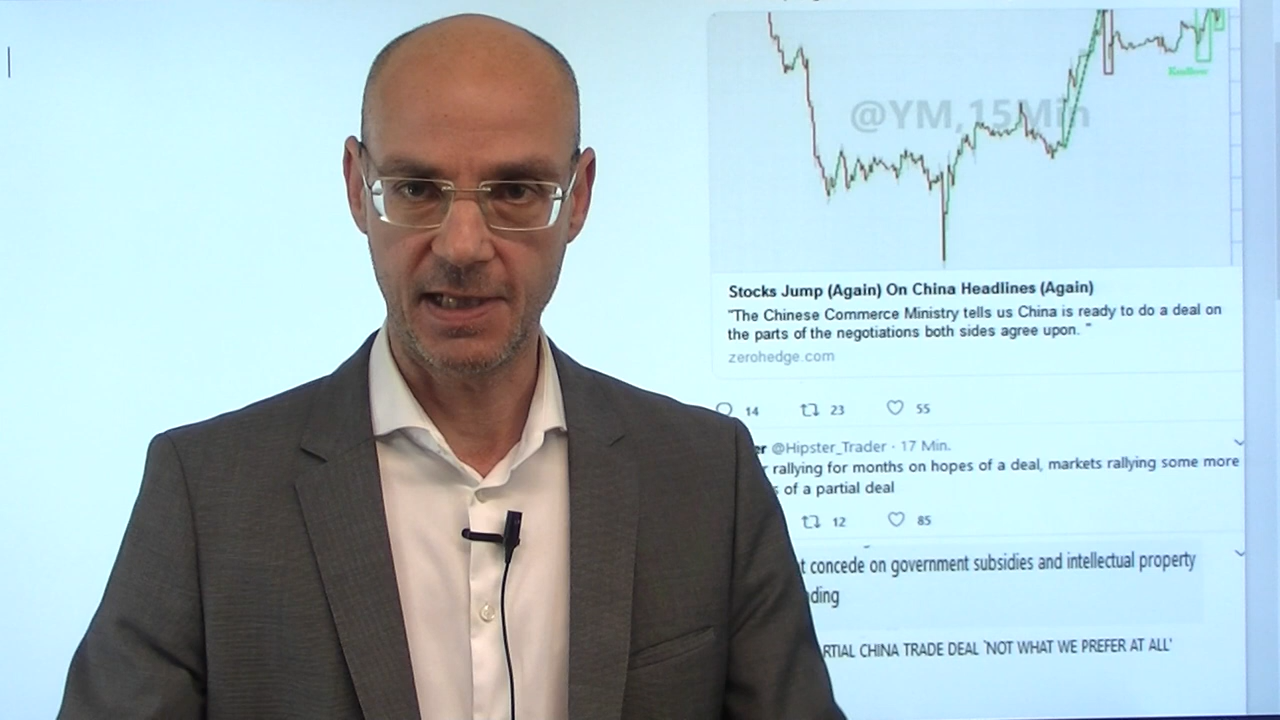 @YM,15Min
Stocks Jump (Again) On China Headlines (Again)
"The Chinese Commerce Ministry tells us China is ready to do a deal on
the parts of the negotiations both sides agree upon. "
zerohedge.com
14 23 55
er @Hipster_Trader · 17 Min.
rallying for months on hopes of a deal, markets rallying some more
of a partial deal
12 85
t concede on government subsidies and intellectual property
ding
RTIAL CHINA TRADE DEAL 'NOT WHAT WE PREFER AT ALL'